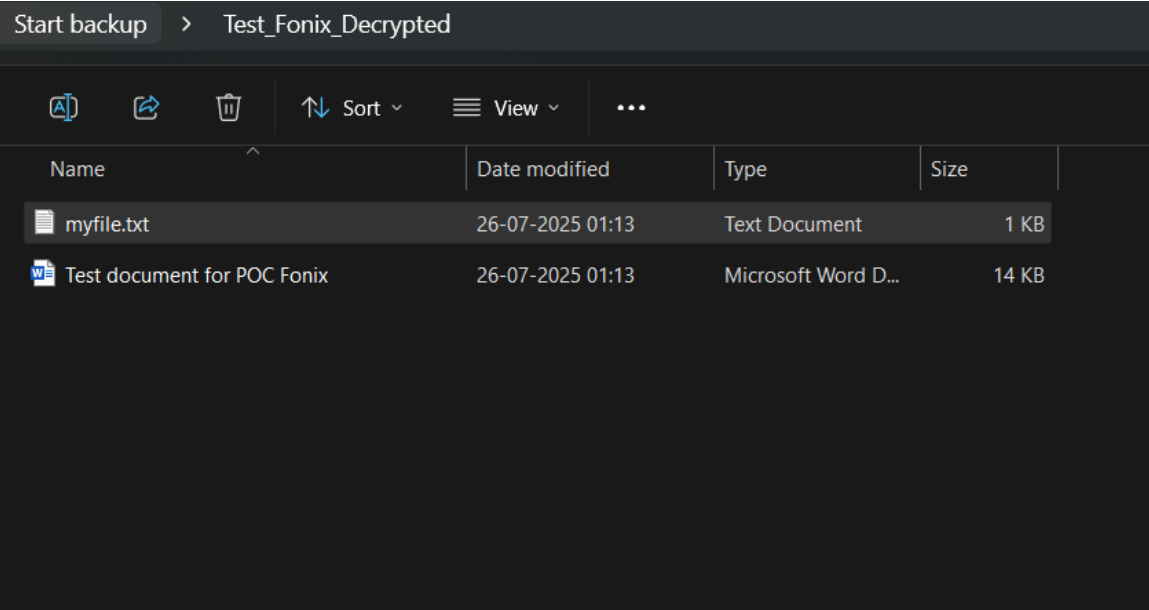 Start backup > Test_Fonix_Decrypted
Sort View
Name Date modified Type Size
myfile.txt 26-07-2025 01:13 Text Document 1 KB
Test document for POC Fonix 26-07-2025 01:13 Microsoft Word D... 14 KB